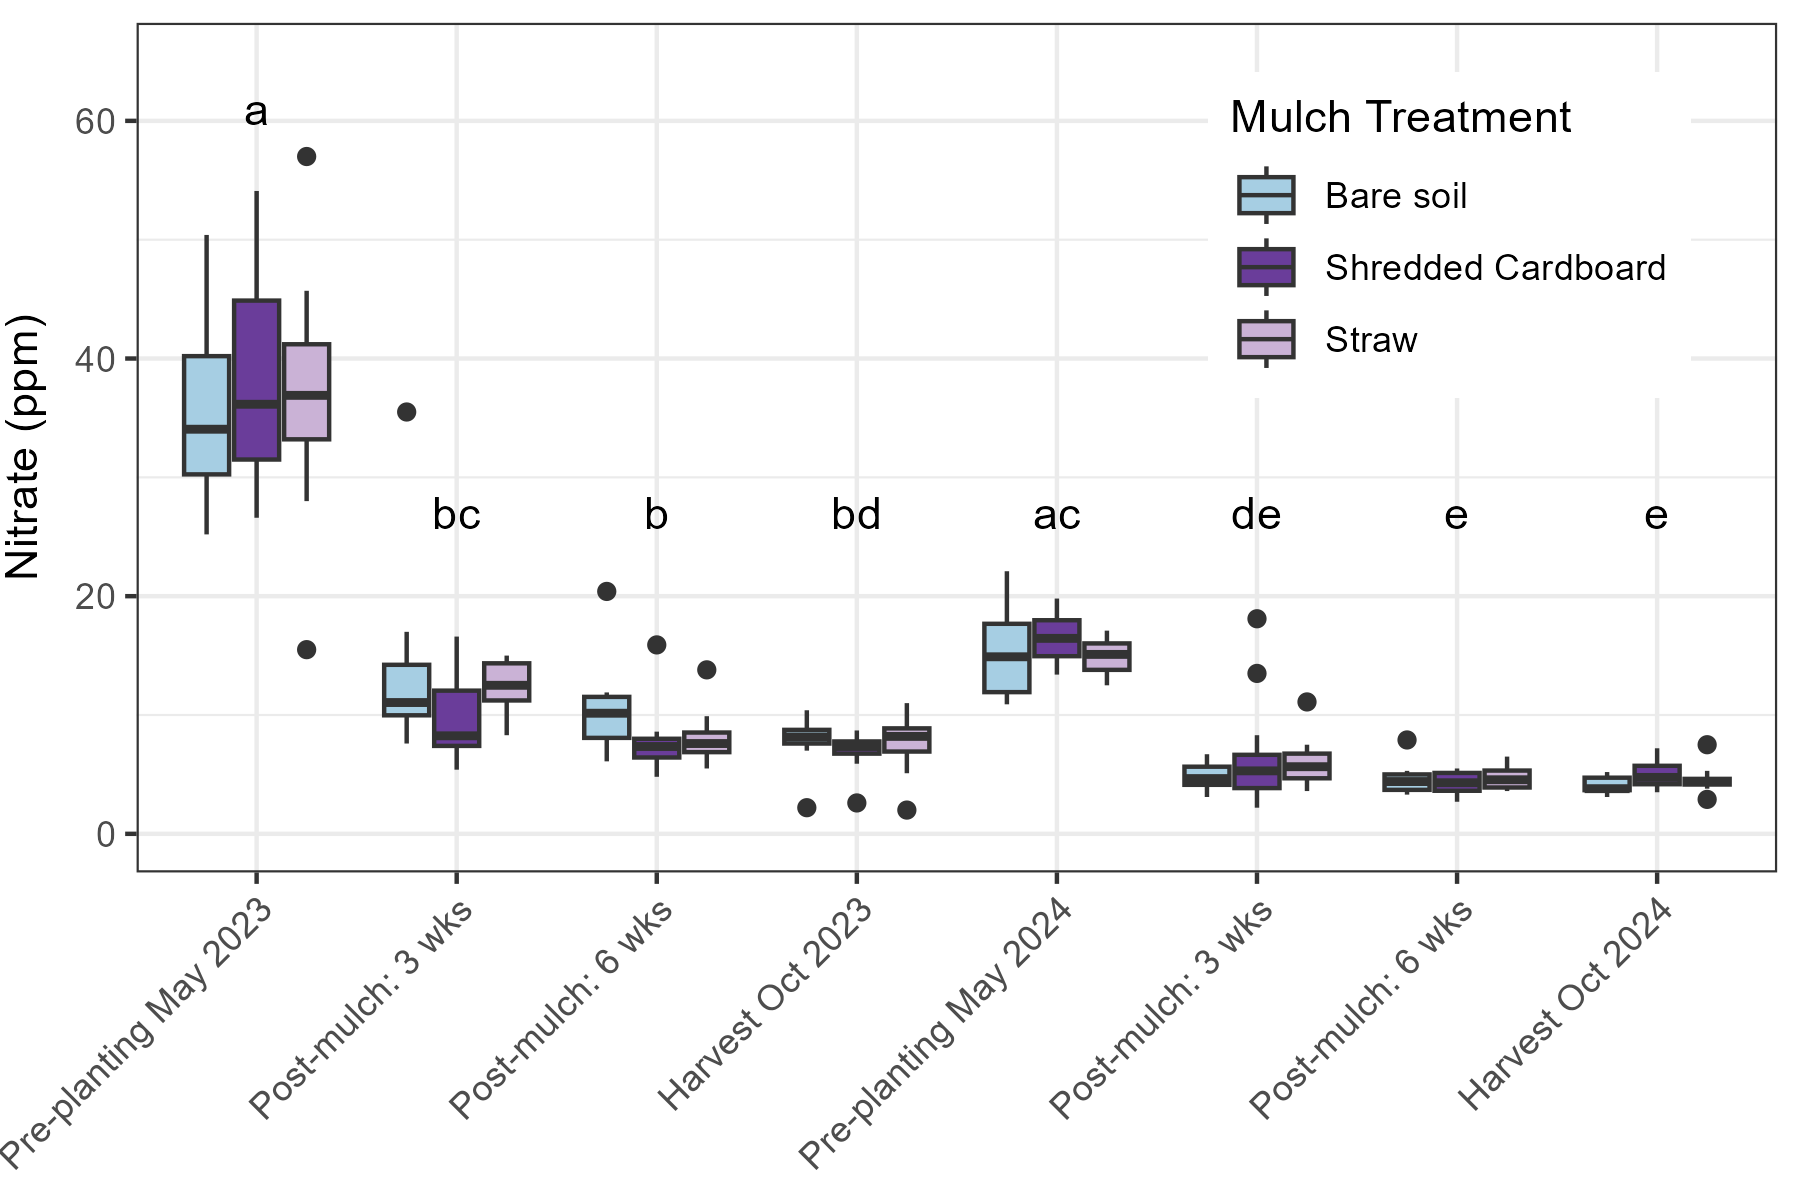 Nitrate (ppm)
60
40
20
0
a
bc
b
bd
ac
de
e
e
Mulch Treatment
Bare soil
Shredded Cardboard
Straw
Pre-planting May 2023
Post-mulch: 3 wks
Post-mulch: 6 wks
Harvest Oct 2023
Pre-planting May 2024
Post-mulch: 3 wks
Post-mulch: 6 wks
Harvest Oct 2024